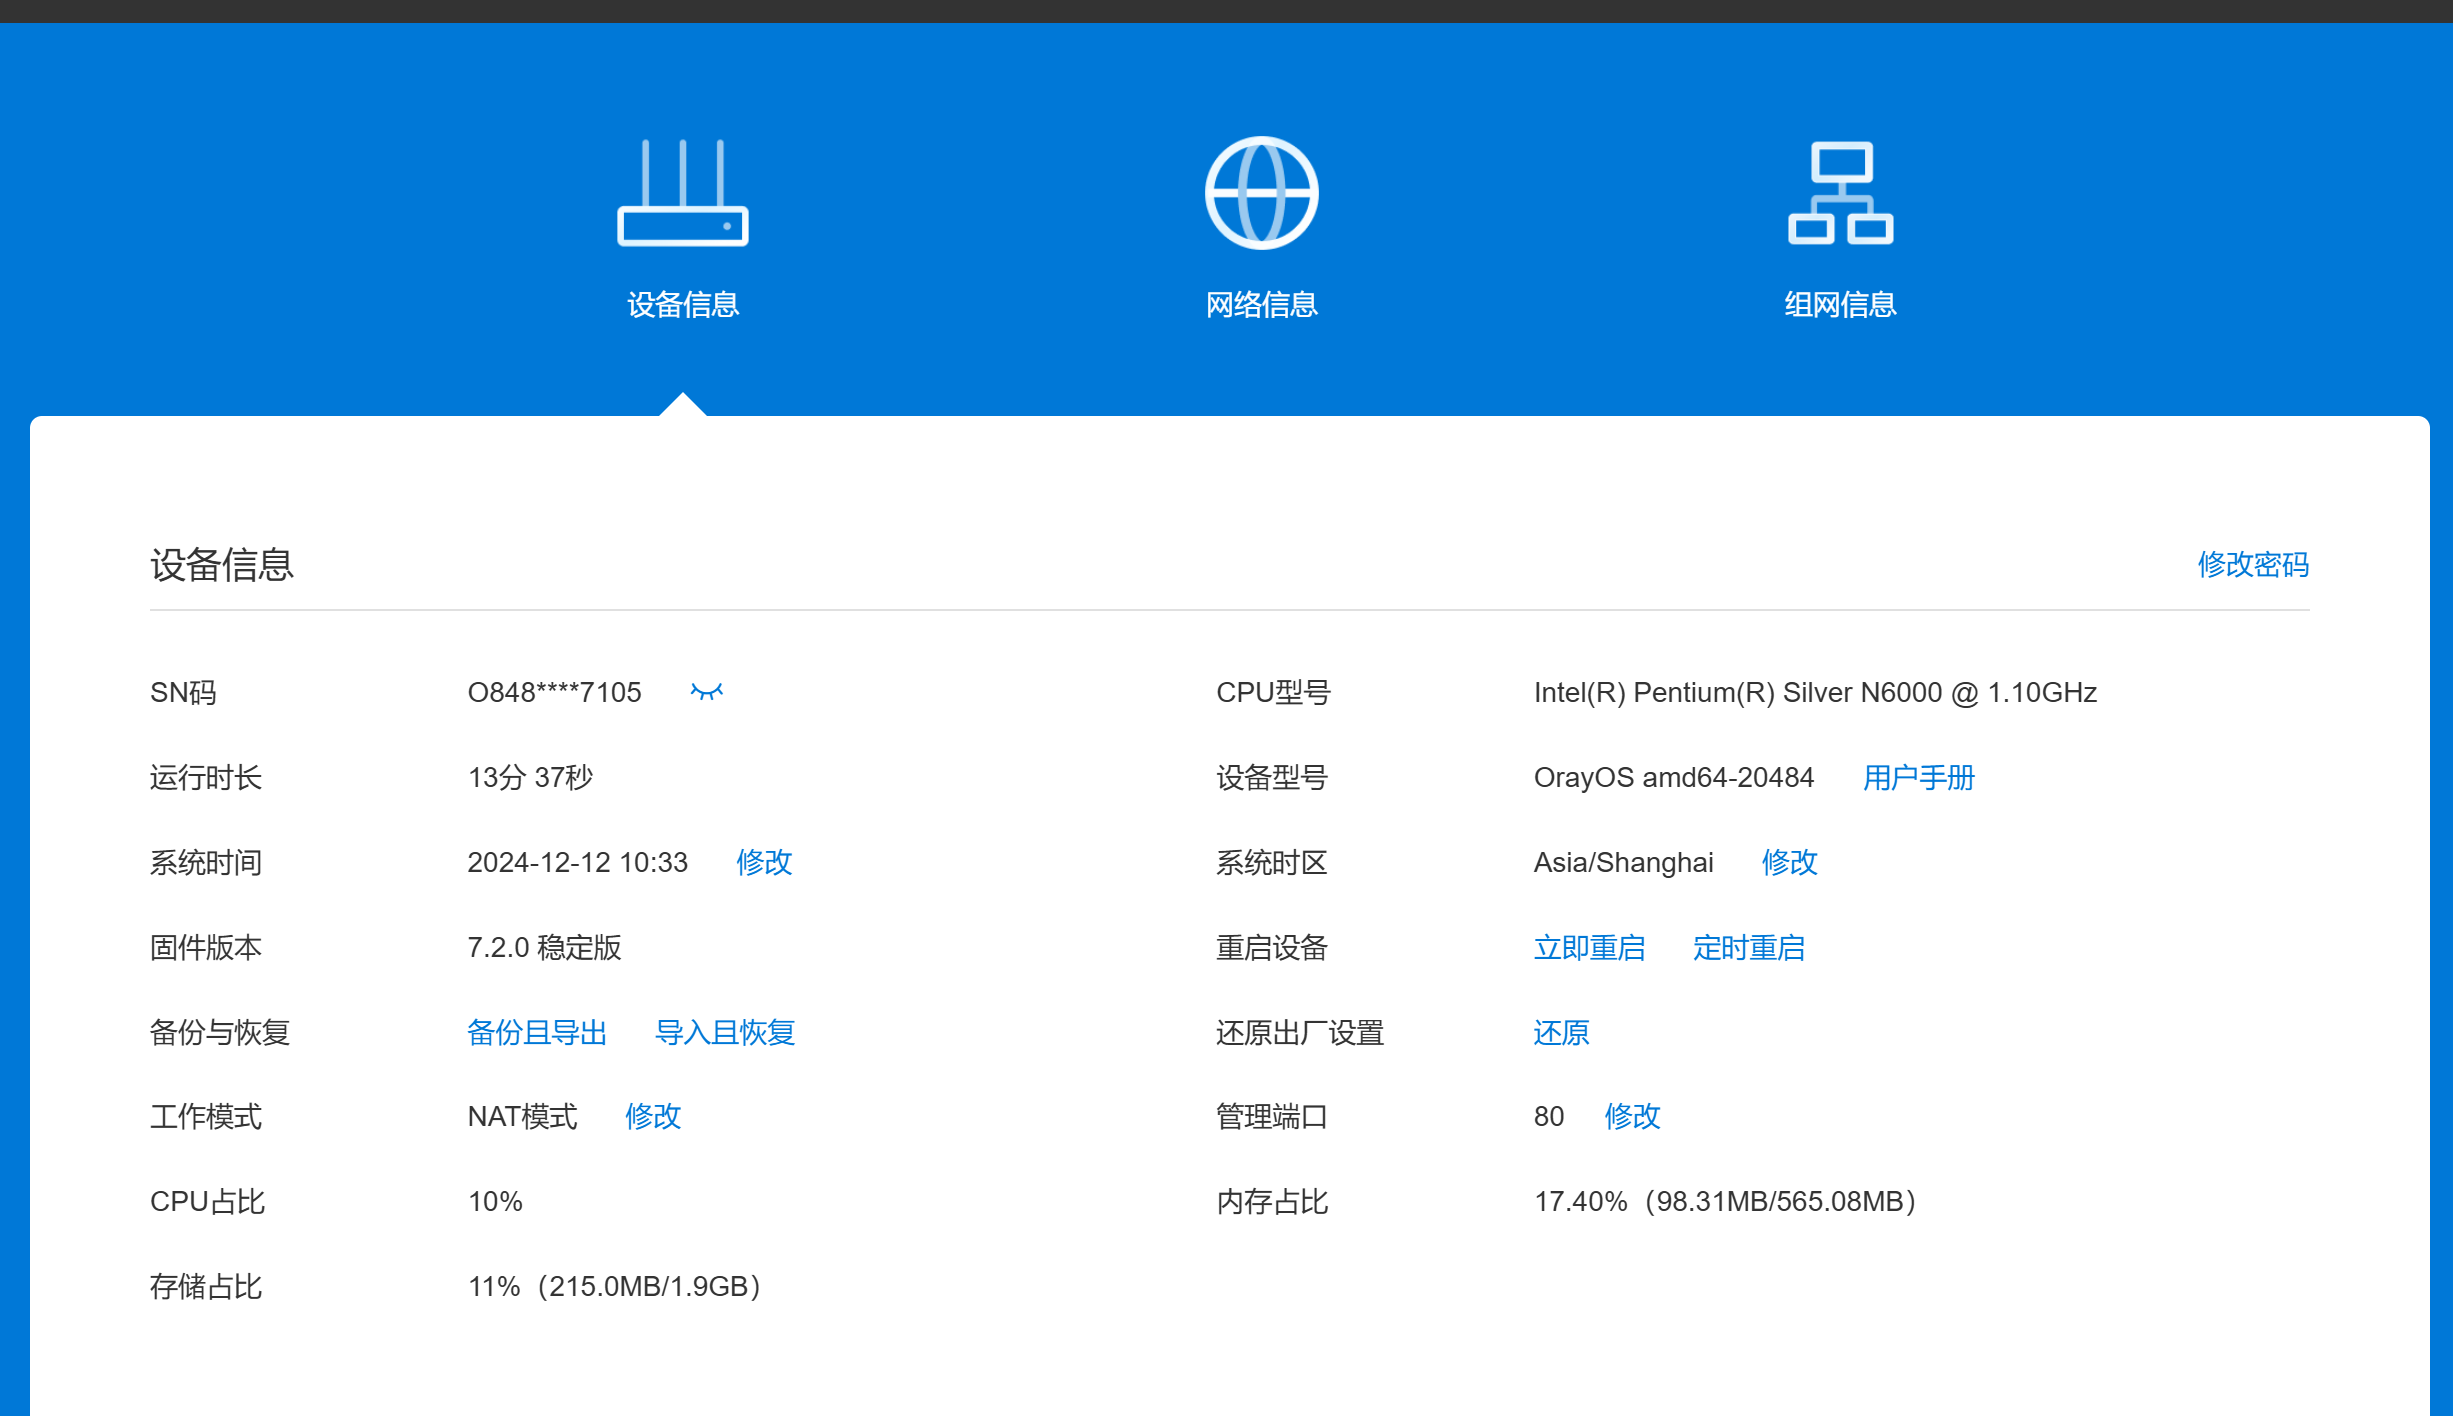 设备信息 网络信息 组网信息
设备信息 修改密码
SN码 O848****7105 CPU型号 Intel(R) Pentium(R) Silver N6000 @ 1.10GHz
运行时长 13分 37秒 设备型号 OrayOS amd64-20484 用户手册
系统时间 2024-12-12 10:33 修改 系统时区 Asia/Shanghai 修改
固件版本 7.2.0 稳定版 重启设备 立即重启 定时重启
备份与恢复 备份且导出 导入且恢复 还原出厂设置 还原
工作模式 NAT模式 修改 管理端口 80 修改
CPU占比 10% 内存占比 17.40%（98.31MB/565.08MB）
存储占比 11%（215.0MB/1.9GB）